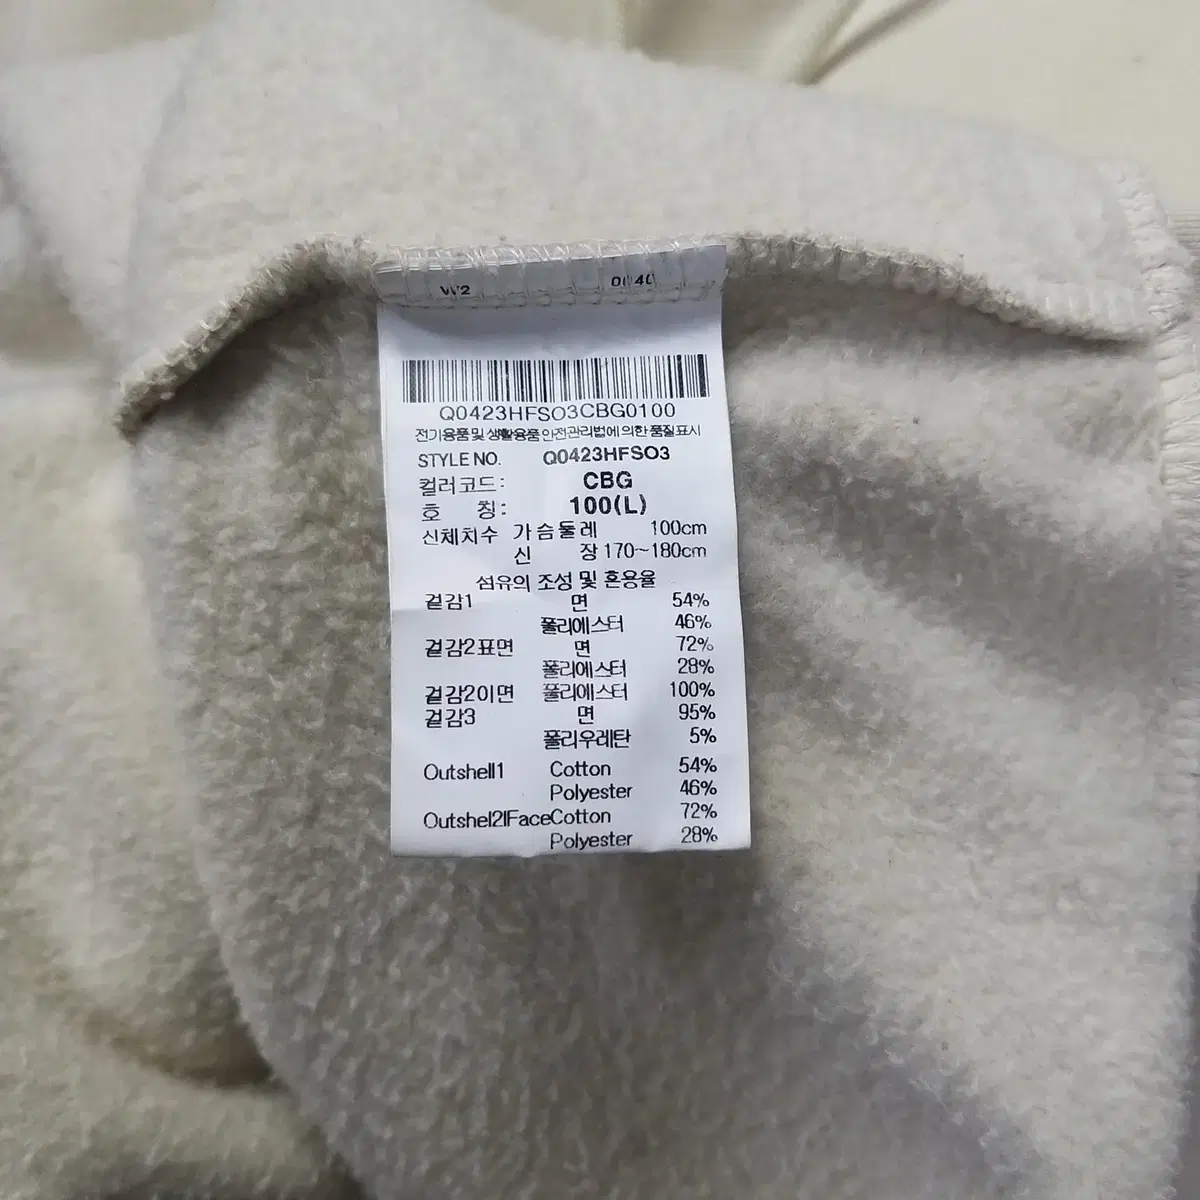 W2 0040
Q0423HFSO3CBG0100
전기용품 및 생활용품 안전관리법에 의한 품질표시
STYLE NO. Q0423HFSO3
컬러코드: CBG
호 칭: 100(L)
신체치수 가슴둘레 100cm
신 장 170~180cm
섬유의 조성 및 혼용율
겉감1 면 54%
폴리에스터 46%
겉감2표면 면 72%
폴리에스터 28%
겉감2이면 폴리에스터 100%
겉감3 면 95%
폴리우레탄 5%
Outshell1 Cotton 54%
Polyester 46%
Outshel2lFaceCotton 72%
Polyester 28%